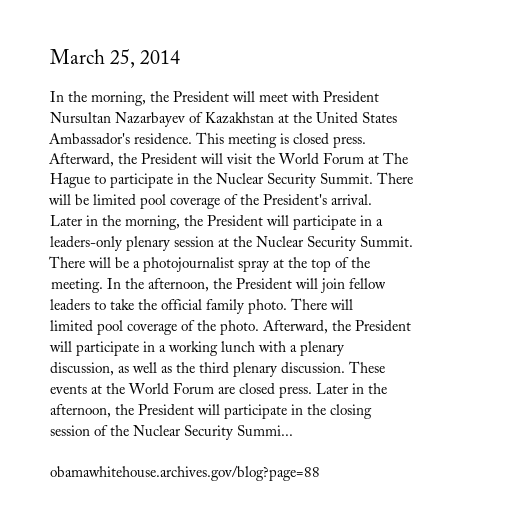 March 25, 2014
In the morning, the President will meet with President
Nursultan Nazarbayev of Kazakhstan at the United States
Ambassador's residence. This meeting is closed press.
Afterward, the President will visit the World Forum at The
Hague to participate in the Nuclear Security Summit. There
will be limited pool coverage of the President's arrival.
Later in the morning, the President will participate in a
leaders-only plenary session at the Nuclear Security Summit.
There will be a photojournalist spray at the top of the
meeting. In the afternoon, the President will join fellow
leaders to take the official family photo. There will
limited pool coverage of the photo. Afterward, the President
will participate in a working lunch with a plenary
discussion, as well as the third plenary discussion. These
events at the World Forum are closed press. Later in the
afternoon, the President will participate in the closing
session of the Nuclear Security Summi...
obamawhitehouse.archives.gov/blog?page=88